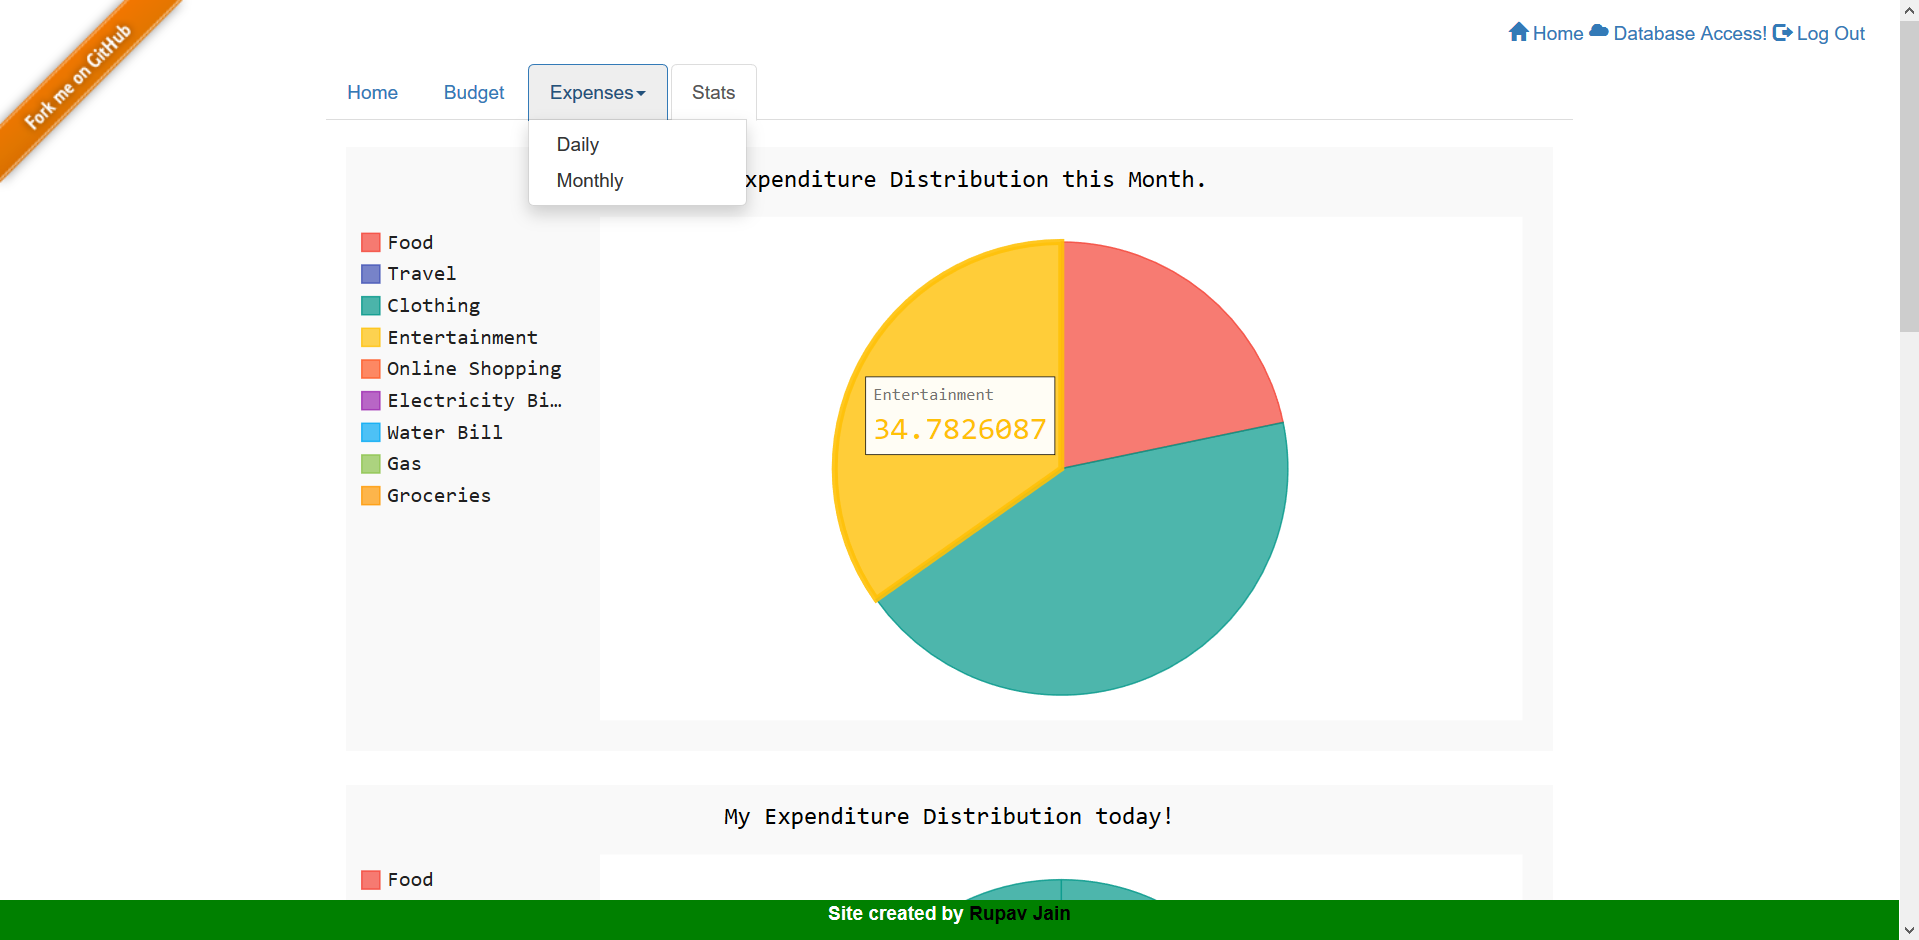 Fork me on GitHub
Home Database Access! Log Out
Home Budget Expenses Stats
Daily
Monthly
xpenditure Distribution this Month.
Food
Travel
Clothing
Entertainment
Online Shopping
Electricity Bi…
Water Bill
Gas
Groceries
Entertainment
34.7826087
My Expenditure Distribution today!
Food
Site created by Rupav Jain